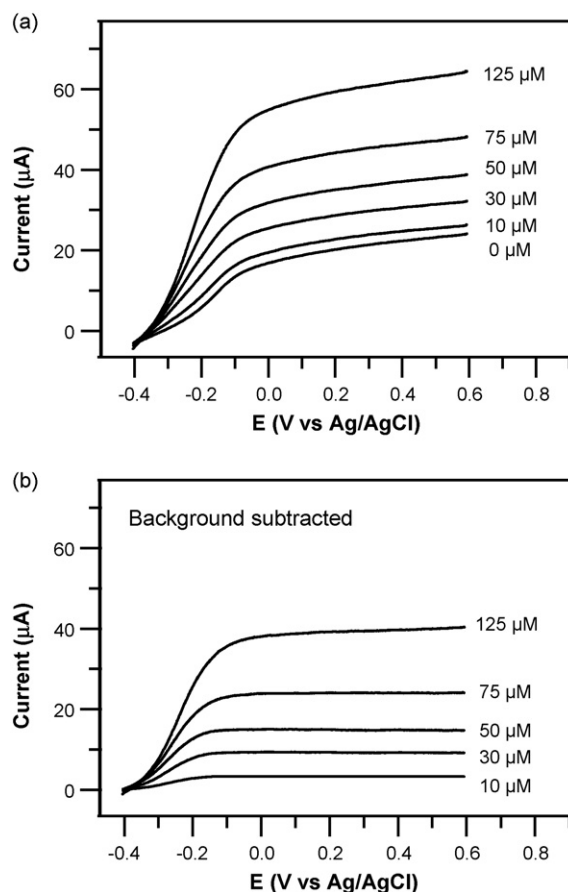 (a)
60
40
20
0
Current (µA)
125 µM
75 µM
50 µM
30 µM
10 µM
0 µM
-0.4 -0.2 0.0 0.2 0.4 0.6 0.8
E (V vs Ag/AgCl)
(b)
Background subtracted
60
40
20
0
Current (µA)
125 µM
75 µM
50 µM
30 µM
10 µM
-0.4 -0.2 0.0 0.2 0.4 0.6 0.8
E (V vs Ag/AgCl)